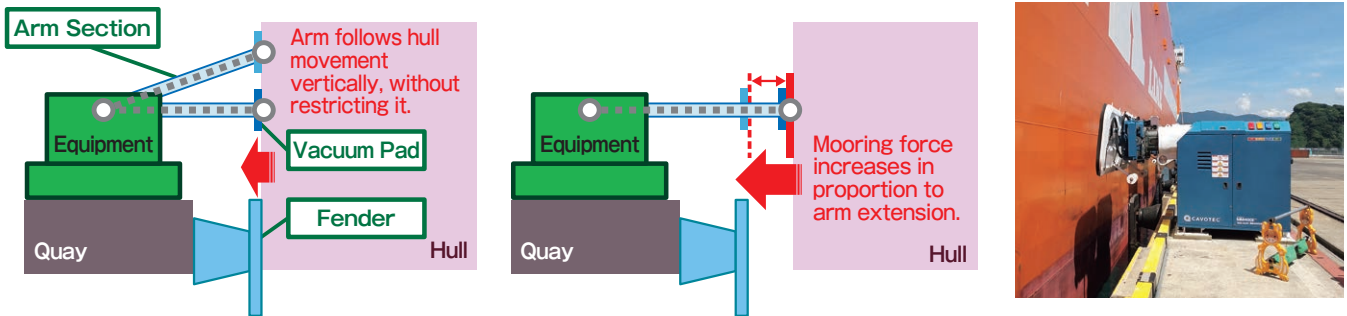 Arm Section
Arm follows hull
movement
vertically, without
restricting it.
Equipment
Vacuum Pad
Fender
Quay
Hull
Equipment
Mooring force
increases in
proportion to
arm extension.
Quay
Hull
CAVOTEC